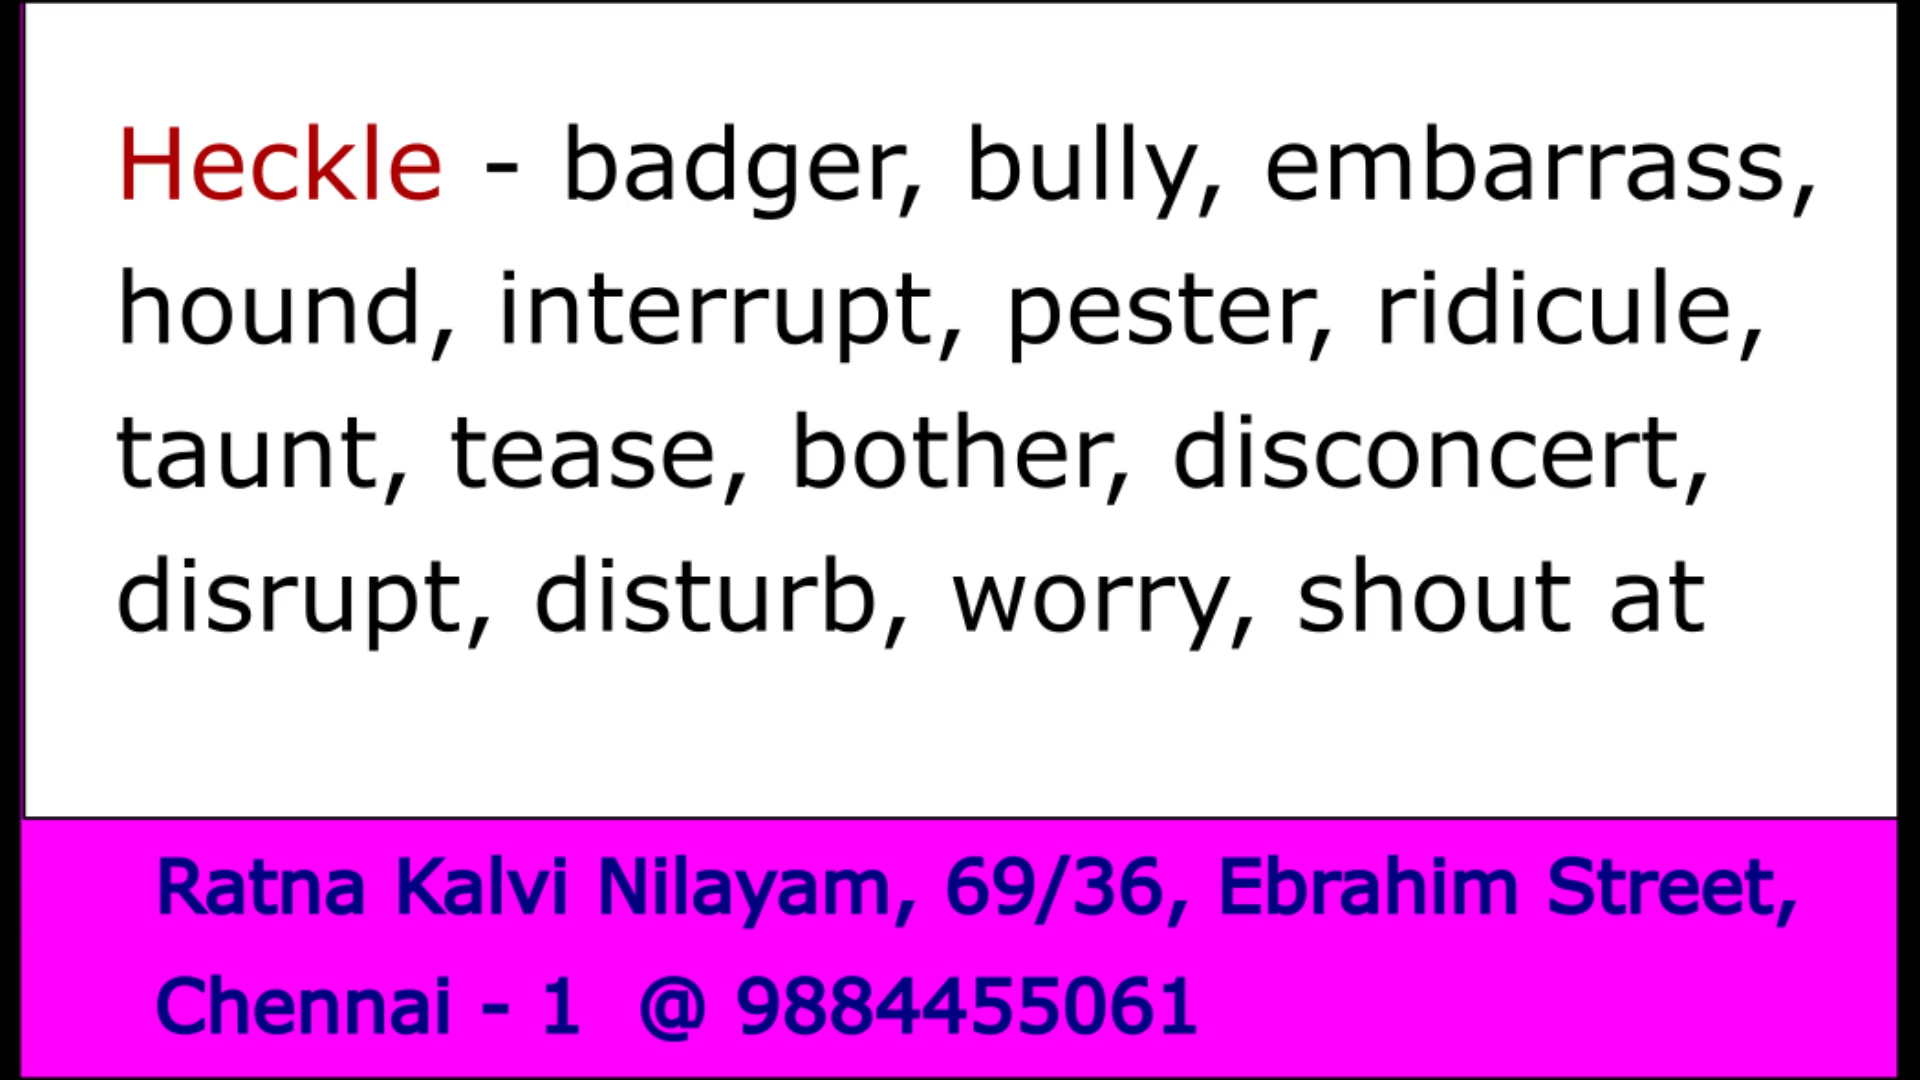 Heckle - badger, bully, embarrass,
hound, interrupt, pester, ridicule,
taunt, tease, bother, disconcert,
disrupt, disturb, worry, shout at
Ratna Kalvi Nilayam, 69/36, Ebrahim Street,
Chennai - 1 @ 9884455061